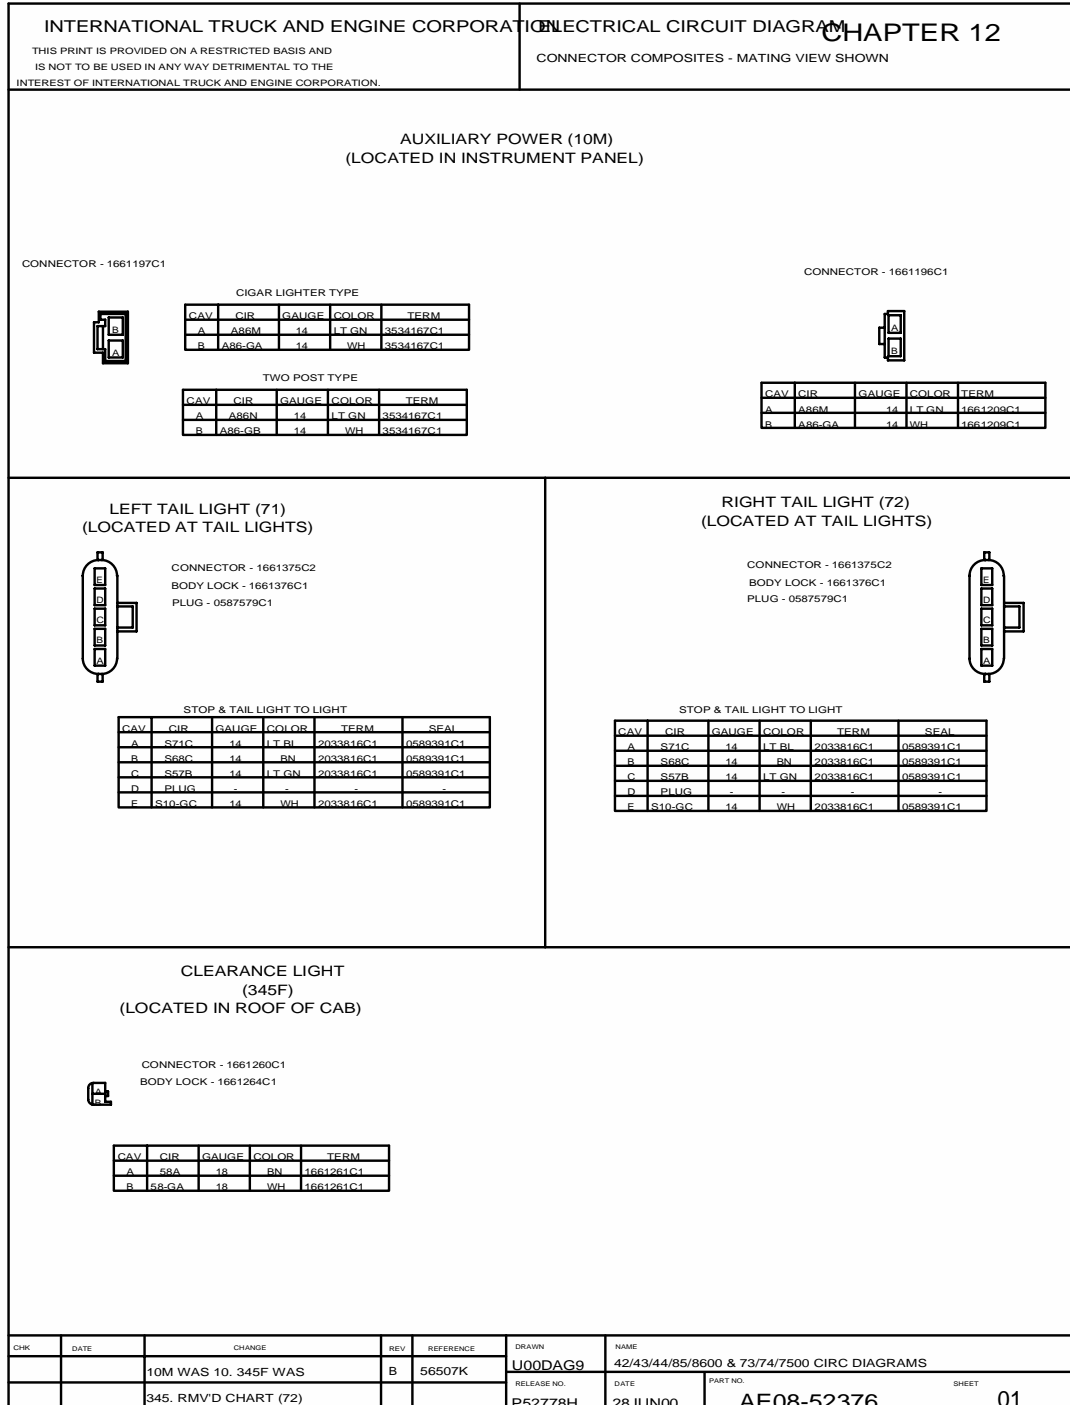 INTERNATIONAL TRUCK AND ENGINE CORPORATION
THIS PRINT IS PROVIDED ON A RESTRICTED BASIS AND
IS NOT TO BE USED IN ANY WAY DETRIMENTAL TO THE
INTEREST OF INTERNATIONAL TRUCK AND ENGINE CORPORATION.
ELECTRICAL CIRCUIT DIAGRAM
CHAPTER 12
CONNECTOR COMPOSITES - MATING VIEW SHOWN
AUXILIARY POWER (10M)
(LOCATED IN INSTRUMENT PANEL)
CONNECTOR - 1661197C1
B
A
CIGAR LIGHTER TYPE
CAV CIR GAUGE COLOR TERM
A A86M 14 LT GN 3534167C1
B A86-GA 14 WH 3534167C1
TWO POST TYPE
CAV CIR GAUGE COLOR TERM
A A86N 14 LT GN 3534167C1
B A86-GB 14 WH 3534167C1
CONNECTOR - 1661196C1
A
B
CAV CIR GAUGE COLOR TERM
A A86M 14 LT GN 1661209C1
B A86-GA 14 WH 1661209C1
LEFT TAIL LIGHT (71)
(LOCATED AT TAIL LIGHTS)
CONNECTOR - 1661375C2
BODY LOCK - 1661376C1
PLUG - 0587579C1
E
D
C
B
A
STOP & TAIL LIGHT TO LIGHT
CAV CIR GAUGE COLOR TERM SEAL
A S71C 14 LT BL 2033816C1 0589391C1
B S68C 14 BN 2033816C1 0589391C1
C S57B 14 LT GN 2033816C1 0589391C1
D PLUG - - - -
E S10-GC 14 WH 2033816C1 0589391C1
RIGHT TAIL LIGHT (72)
(LOCATED AT TAIL LIGHTS)
CONNECTOR - 1661375C2
BODY LOCK - 1661376C1
PLUG - 0587579C1
E
D
C
B
A
STOP & TAIL LIGHT TO LIGHT
CAV CIR GAUGE COLOR TERM SEAL
A S71C 14 LT BL 2033816C1 0589391C1
B S68C 14 BN 2033816C1 0589391C1
C S57B 14 LT GN 2033816C1 0589391C1
D PLUG - - - -
E S10-GC 14 WH 2033816C1 0589391C1
CLEARANCE LIGHT
(345F)
(LOCATED IN ROOF OF CAB)
CONNECTOR - 1661260C1
BODY LOCK - 1661264C1
A
B
CAV CIR GAUGE COLOR TERM
A 58A 18 BN 1661261C1
B 58-GA 18 WH 1661261C1
CHK DATE CHANGE REV REFERENCE
10M WAS 10. 345F WAS B 56507K
345. RMV'D CHART (72)
DRAWN
U00DAG9
NAME
42/43/44/85/8600 & 73/74/7500 CIRC DIAGRAMS
RELEASE NO.
P52778H
DATE
28JUN00
PART NO.
AE08-52376
SHEET
01